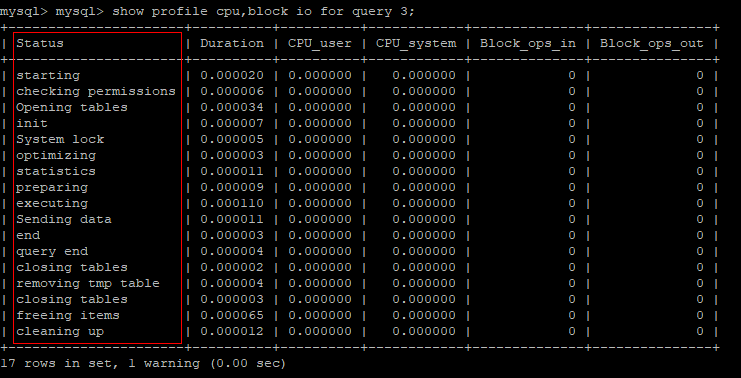 mysql> mysql> show profile cpu,block io for query 3;
+----------------------+----------+----------+------------+--------------+---------------+
| Status               | Duration | CPU_user | CPU_system | Block_ops_in | Block_ops_out |
+----------------------+----------+----------+------------+--------------+---------------+
| starting             | 0.000020 | 0.000000 |   0.000000 |            0 |             0 |
| checking permissions | 0.000006 | 0.000000 |   0.000000 |            0 |             0 |
| Opening tables       | 0.000034 | 0.000000 |   0.000000 |            0 |             0 |
| init                 | 0.000007 | 0.000000 |   0.000000 |            0 |             0 |
| System lock          | 0.000005 | 0.000000 |   0.000000 |            0 |             0 |
| optimizing           | 0.000003 | 0.000000 |   0.000000 |            0 |             0 |
| statistics           | 0.000011 | 0.000000 |   0.000000 |            0 |             0 |
| preparing            | 0.000009 | 0.000000 |   0.000000 |            0 |             0 |
| executing            | 0.000110 | 0.000000 |   0.000000 |            0 |             0 |
| Sending data         | 0.000011 | 0.000000 |   0.000000 |            0 |             0 |
| end                  | 0.000003 | 0.000000 |   0.000000 |            0 |             0 |
| query end            | 0.000004 | 0.000000 |   0.000000 |            0 |             0 |
| closing tables       | 0.000002 | 0.000000 |   0.000000 |            0 |             0 |
| removing tmp table   | 0.000004 | 0.000000 |   0.000000 |            0 |             0 |
| closing tables       | 0.000003 | 0.000000 |   0.000000 |            0 |             0 |
| freeing items        | 0.000065 | 0.000000 |   0.000000 |            0 |             0 |
| cleaning up          | 0.000012 | 0.000000 |   0.000000 |            0 |             0 |
+----------------------+----------+----------+------------+--------------+---------------+
17 rows in set, 1 warning (0.00 sec)